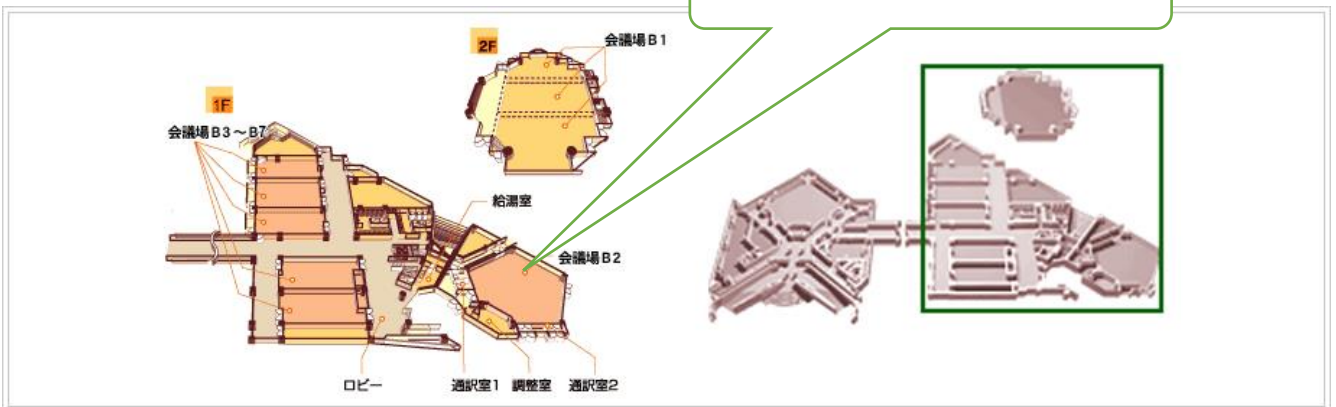 2F
会議場B1
1F
会議場B3～B7
給湯室
会議場B2
ロビー
通訳室1
調整室
通訳室2